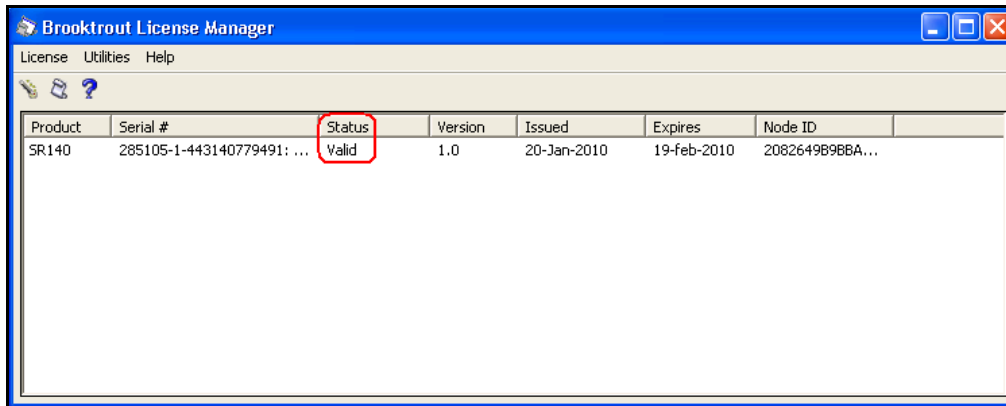 Brooktrout License Manager
License Utilities Help
Product Serial # Status Version Issued Expires Node ID
SR140 285105-1-443140779491: ... Valid 1.0 20-Jan-2010 19-feb-2010 2082649B9BBA...